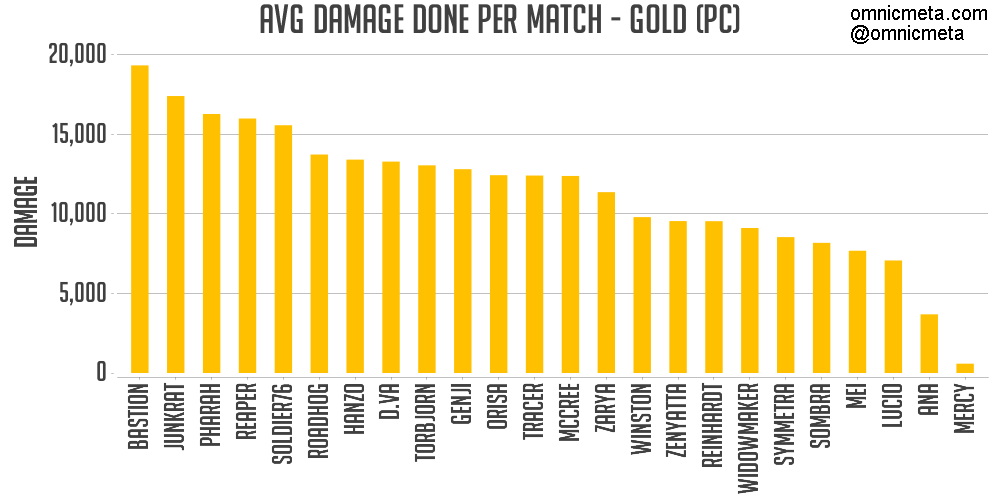 AVG DAMAGE DONE PER MATCH - GOLD (PC)
omnicmeta.com
@omnicmeta
DAMAGE
20,000
15,000
10,000
5,000
0
BASTION
JUNKRAT
PHARAH
REAPER
SOLDIER76
ROADHOG
HANZO
D.VA
TORBJORN
GENJI
ORISA
TRACER
MCCREE
ZARYA
WINSTON
ZENYATTA
REINHARDT
WIDOWMAKER
SYMMETRA
SOMBRA
MEI
LUCIO
ANA
MERCY